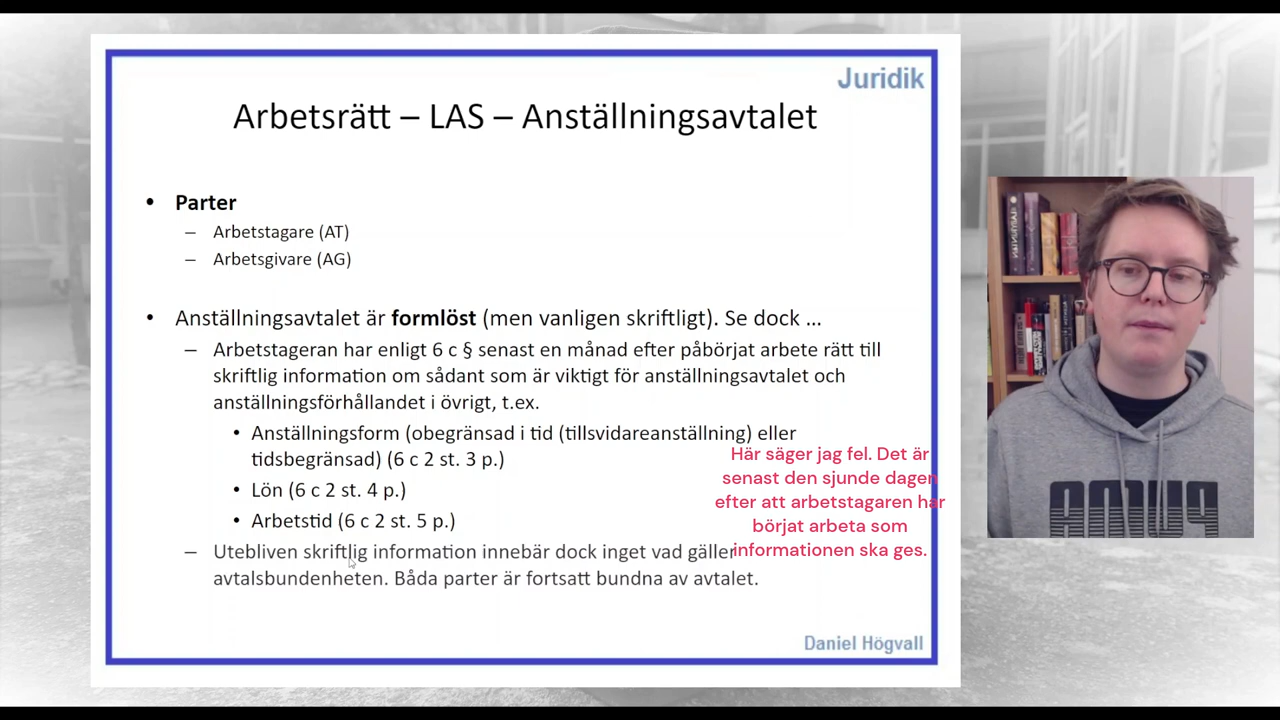 Juridik
Arbetsrätt – LAS – Anställningsavtalet
• Parter
– Arbetstagare (AT)
– Arbetsgivare (AG)
• Anställningsavtalet är formlöst (men vanligen skriftligt). Se dock ...
– Arbetstageran har enligt 6 c § senast en månad efter påbörjat arbete rätt till
skriftlig information om sådant som är viktigt för anställningsavtalet och
anställningsförhållandet i övrigt, t.ex.
• Anställningsform (obegränsad i tid (tillsvidareanställning) eller
tidsbegränsad) (6 c 2 st. 3 p.)
• Lön (6 c 2 st. 4 p.)
• Arbetstid (6 c 2 st. 5 p.)
– Utebliven skriftlig information innebär dock inget vad gäller
avtalsbundenheten. Båda parter är fortsatt bundna av avtalet.
Här säger jag fel. Det är
senast den sjunde dagen
efter att arbetstagaren har
börjat arbeta som
informationen ska ges.
Daniel Högvall